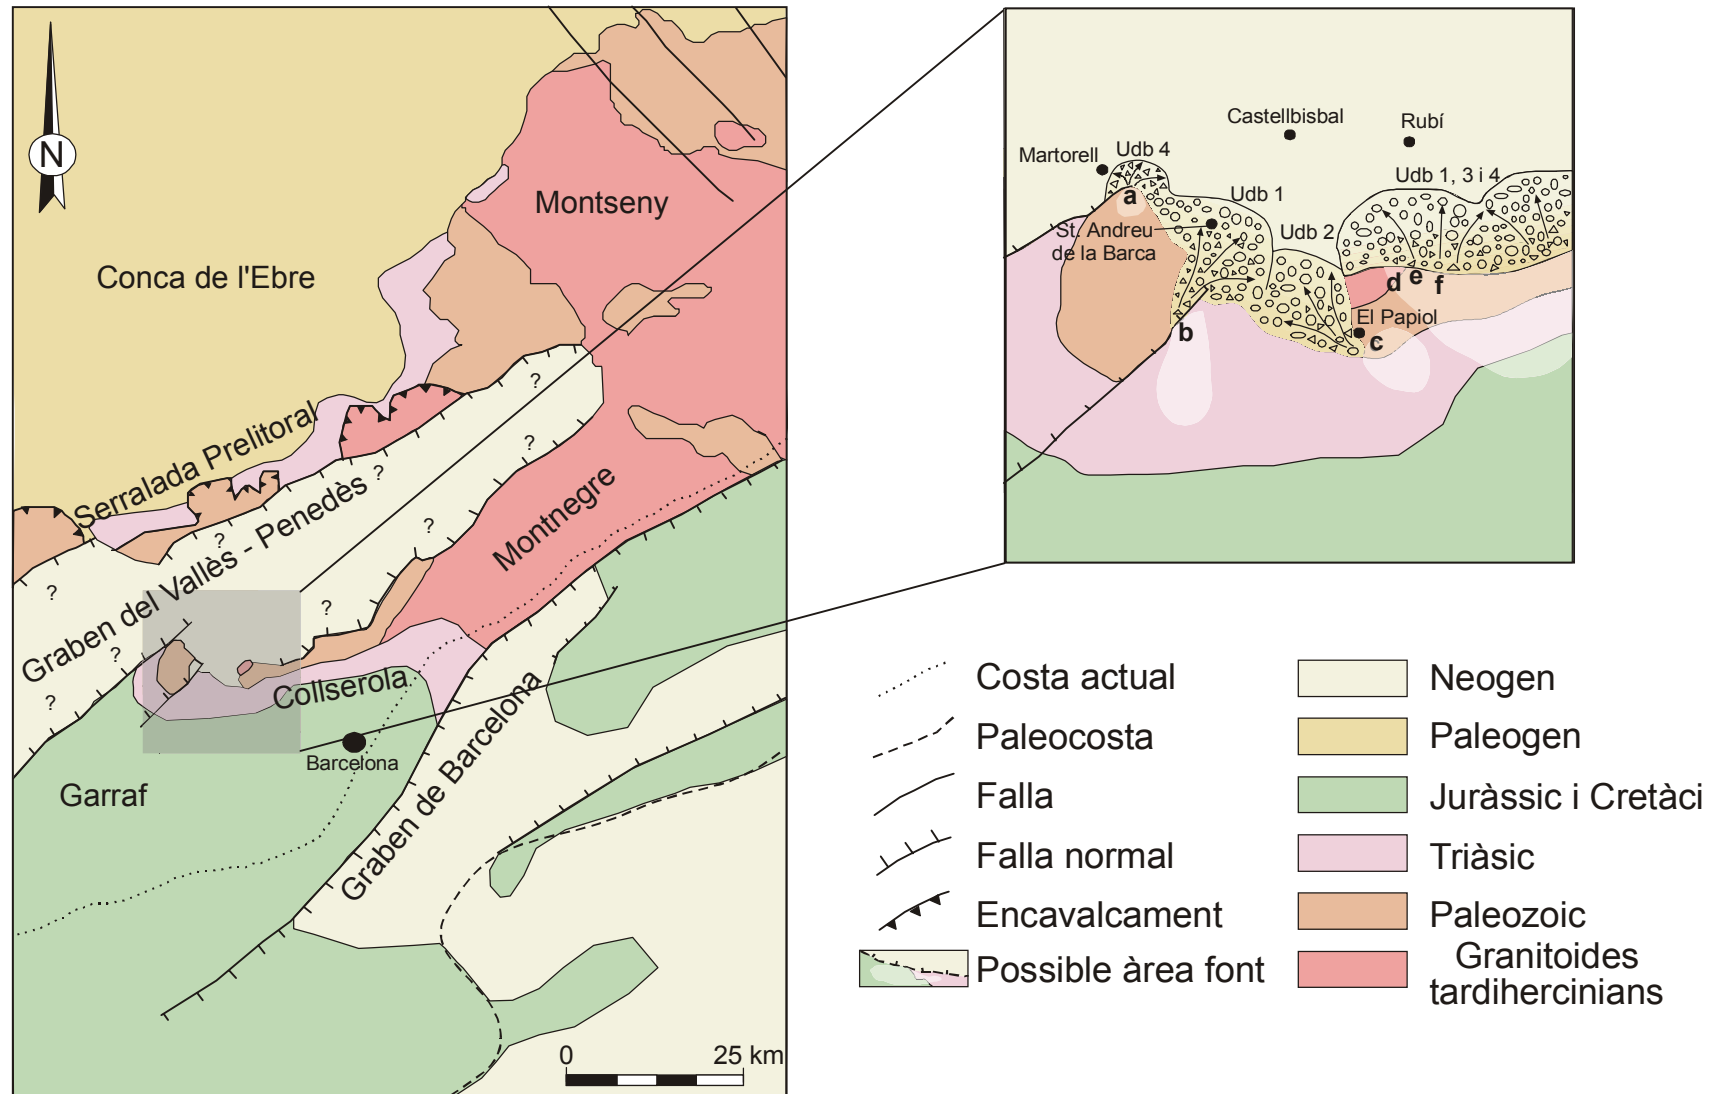 N
Montseny
Conca de l'Ebre
Serralada Prelitoral
Graben del Vallès - Penedès
Montnegre
Collserola
Barcelona
Garraf
Graben de Barcelona
?
?
?
?
?
?
?
?
?
0 25 km
Castellbisbal
Rubí
Martorell
Udb 4
Udb 1, 3 i 4
a
Udb 1
St. Andreu
de la Barca
Udb 2
d e f
El Papiol
b
c
Costa actual
Paleocosta
Falla
Falla normal
Encavalcament
Possible àrea font
Neogen
Paleogen
Juràssic i Cretàci
Triàsic
Paleozoic
Granitoides
tardihercinians